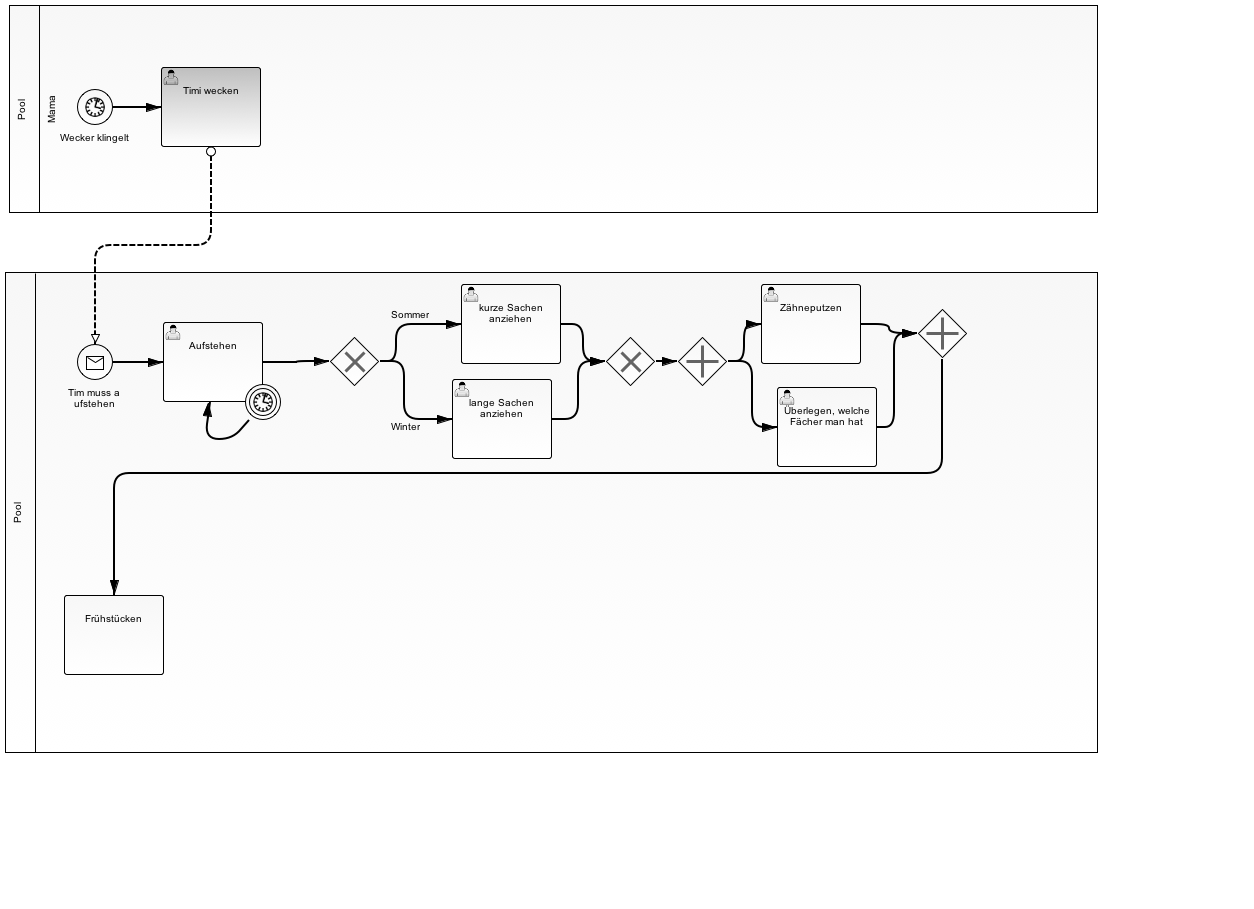 Pool
Mama
Wecker klingelt
Timi wecken
Pool
Tim muss a
ufstehen
Aufstehen
Sommer
Winter
kurze Sachen
anziehen
lange Sachen
anziehen
Zähneputzen
Überlegen, welche
Fächer man hat
Frühstücken